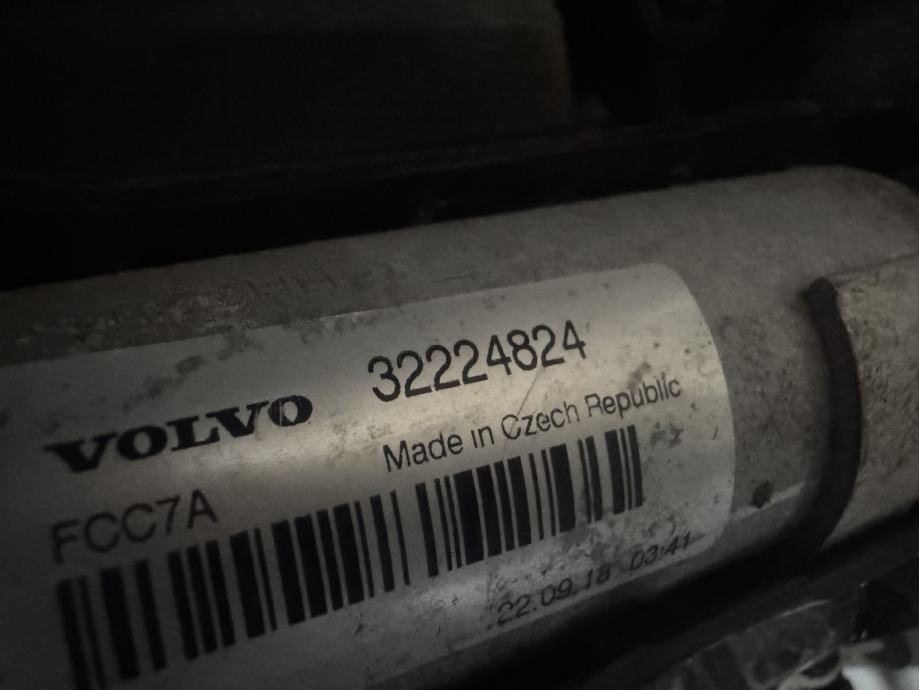 VOLVO 32224824
Made in Czech Republic
FCC7A
22.09.18 03:41